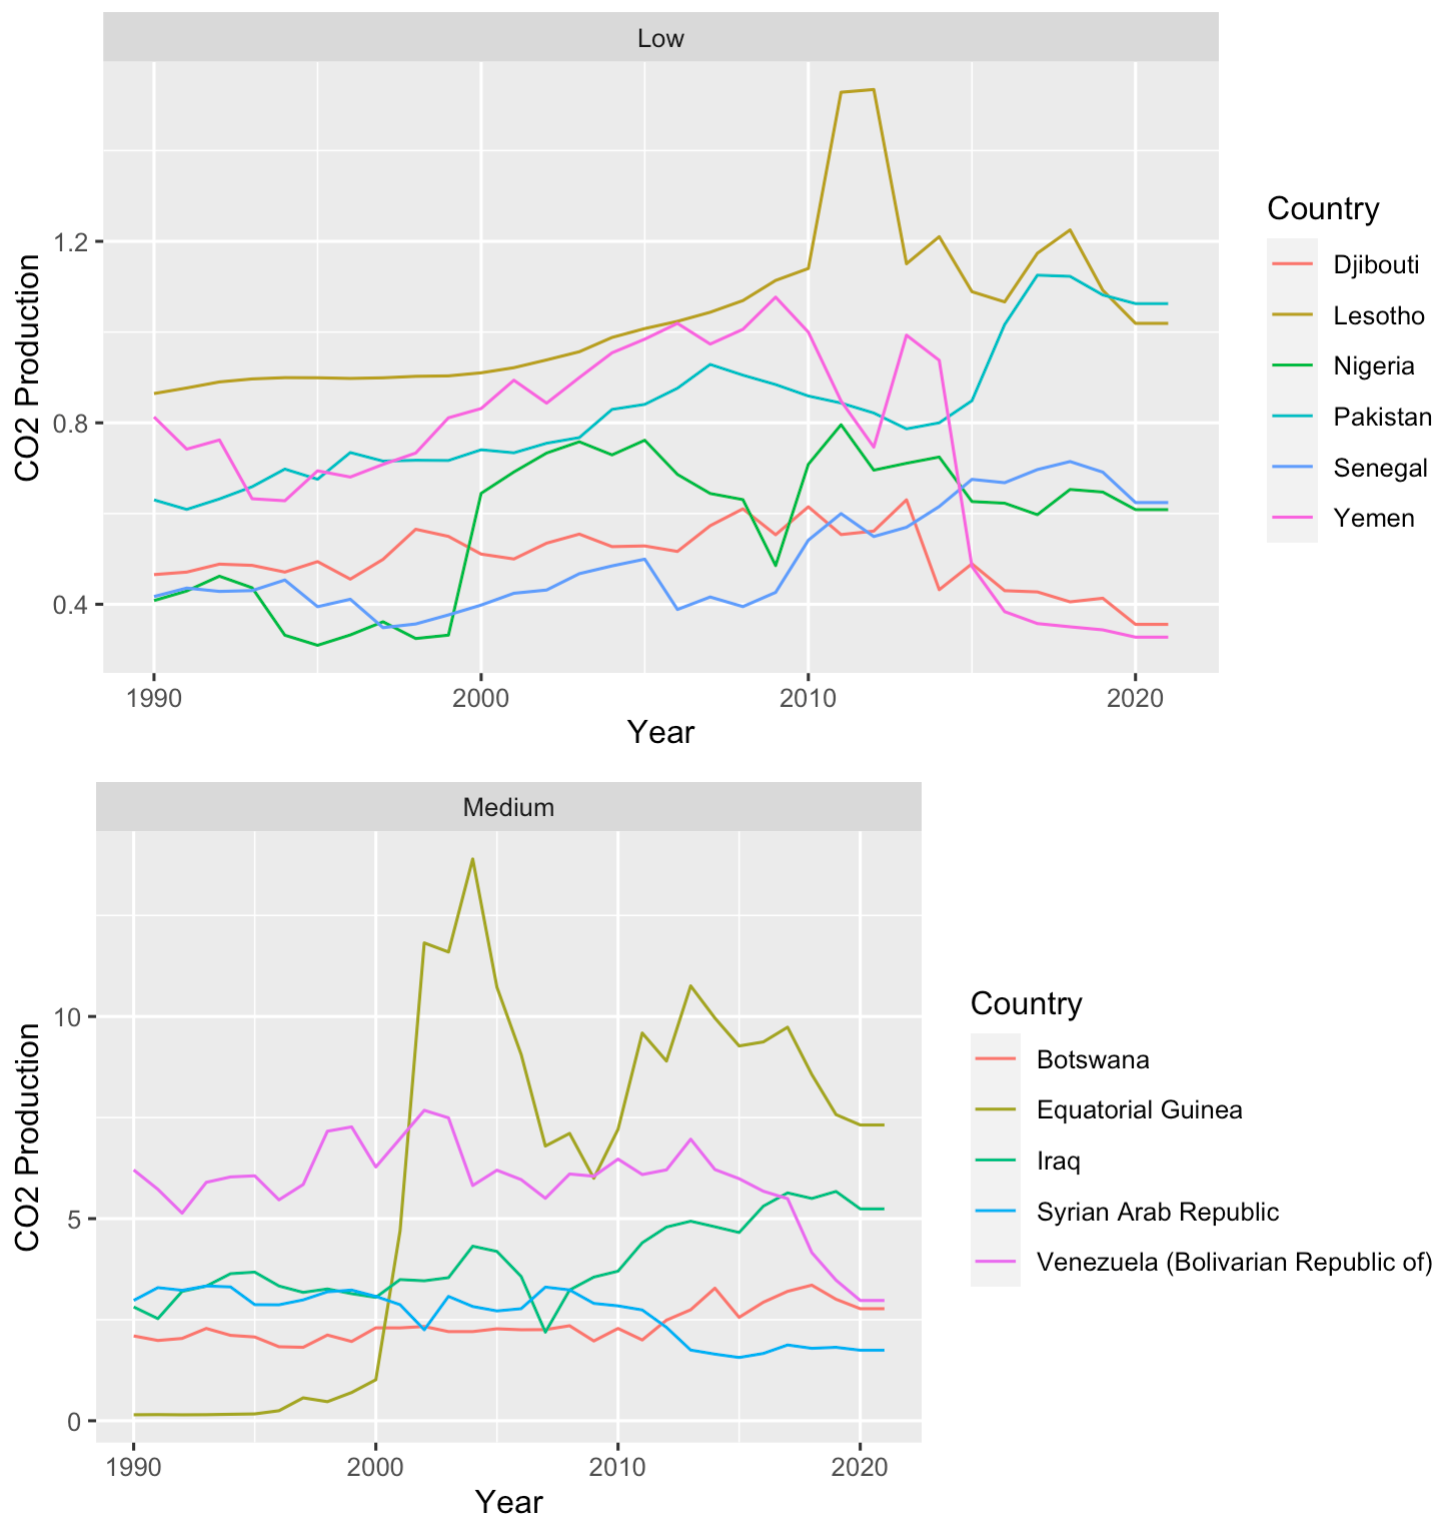 Low
1.2
0.8
0.4
CO2 Production
1990 2000 2010 2020
Year
Country
Djibouti
Lesotho
Nigeria
Pakistan
Senegal
Yemen
Medium
10
5
0
CO2 Production
1990 2000 2010 2020
Year
Country
Botswana
Equatorial Guinea
Iraq
Syrian Arab Republic
Venezuela (Bolivarian Republic of)